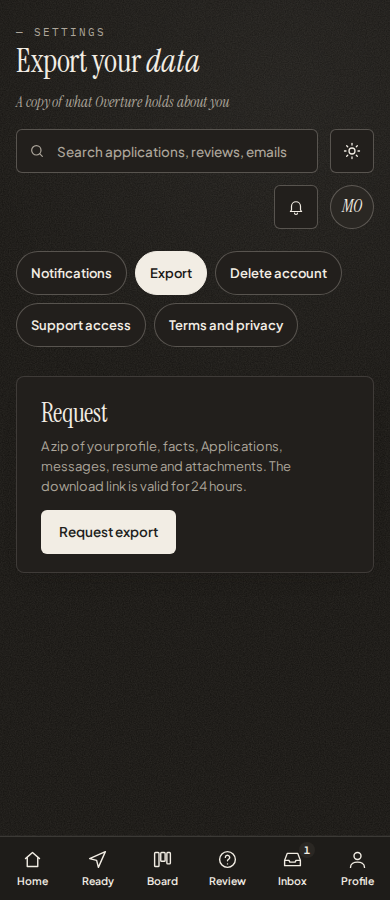 — SETTINGS
Export your data
A copy of what Overture holds about you
Search applications, reviews, emails
MO
Notifications
Export
Delete account
Support access
Terms and privacy
Request
A zip of your profile, facts, Applications,
messages, resume and attachments. The
download link is valid for 24 hours.
Request export
1
Home
Ready
Board
Review
Inbox
Profile